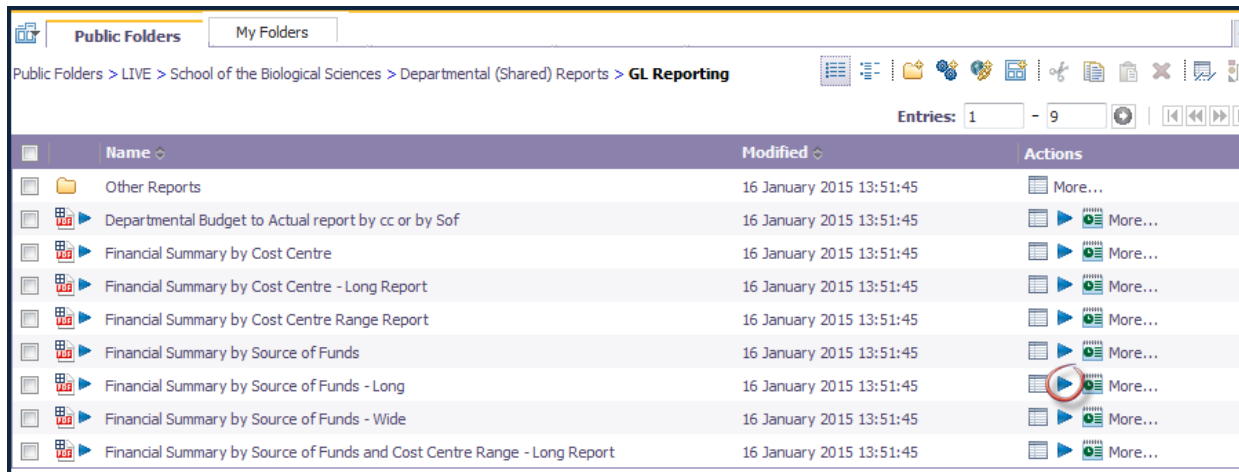 Public Folders My Folders
Public Folders > LIVE > School of the Biological Sciences > Departmental (Shared) Reports > GL Reporting
Entries: 1 - 9
Name Modified Actions
Other Reports 16 January 2015 13:51:45 More...
Departmental Budget to Actual report by cc or by Sof 16 January 2015 13:51:45 More...
Financial Summary by Cost Centre 16 January 2015 13:51:45 More...
Financial Summary by Cost Centre - Long Report 16 January 2015 13:51:45 More...
Financial Summary by Cost Centre Range Report 16 January 2015 13:51:45 More...
Financial Summary by Source of Funds 16 January 2015 13:51:45 More...
Financial Summary by Source of Funds - Long 16 January 2015 13:51:45 More...
Financial Summary by Source of Funds - Wide 16 January 2015 13:51:45 More...
Financial Summary by Source of Funds and Cost Centre Range - Long Report 16 January 2015 13:51:45 More...